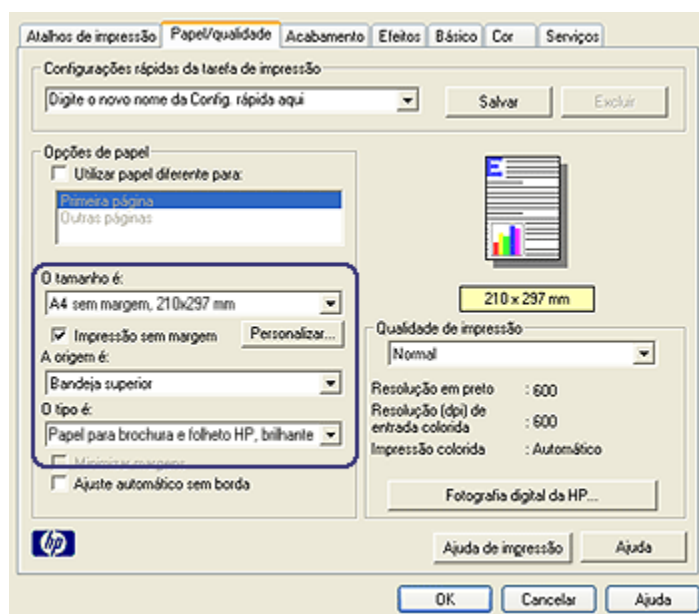 Atalhos de impressão Papel/qualidade Acabamento Efeitos Básico Cor Serviços
Configurações rápidas da tarefa de impressão
Digite o novo nome da Config. rápida aqui
Salvar
Excluir
Opções de papel
Utilizar papel diferente para:
Primeira página
Outras páginas
O tamanho é:
A4 sem margem, 210x297 mm
Impressão sem margem
Personalizar...
A origem é:
Bandeja superior
O tipo é:
Papel para brochura e folheto HP, brilhante
Minimizar margens
Ajuste automático sem borda
E
210 x 297 mm
Qualidade de impressão
Normal
Resolução em preto : 600
Resolução (dpi) de
entrada colorida : 600
Impressão colorida : Automático
Fotografia digital da HP...
hp
Ajuda de impressão
Ajuda
OK
Cancelar
Ajuda